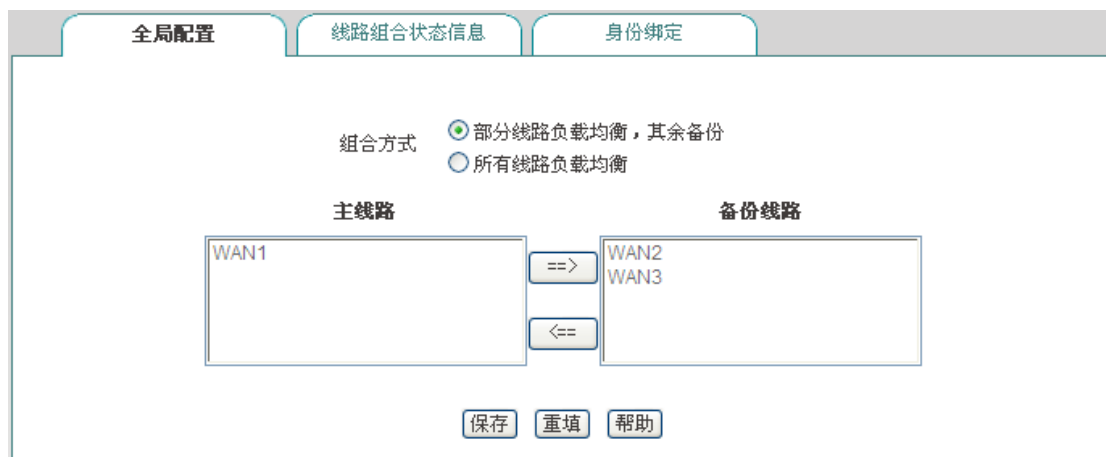 全局配置
线路组合状态信息
身份绑定
组合方式
部分线路负载均衡，其余备份
所有线路负载均衡
主线路
备份线路
WAN1
==>
WAN2
WAN3
<==
保存
重填
帮助